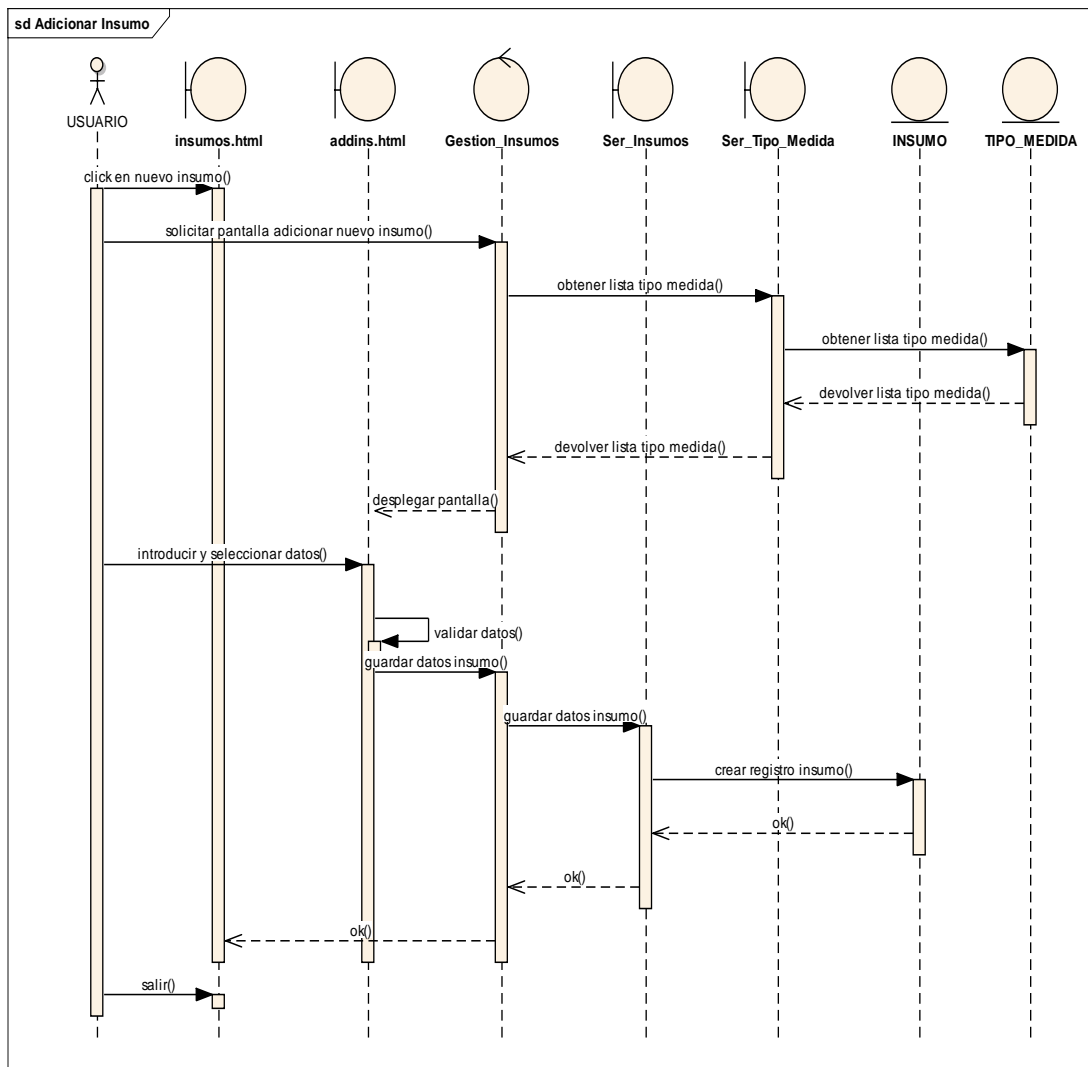 sd Adicionar Insumo
USUARIO
insumos.html
addins.html
Gestion_Insumos
Ser_Insumos
Ser_Tipo_Medida
INSUMO
TIPO_MEDIDA
click en nuevo insumo()
solicitar pantalla adicionar nuevo insumo()
obtener lista tipo medida()
obtener lista tipo medida()
devolver lista tipo medida()
devolver lista tipo medida()
desplegar pantalla()
introducir y seleccionar datos()
validar datos()
guardar datos insumo()
guardar datos insumo()
crear registro insumo()
ok()
ok()
ok()
salir()